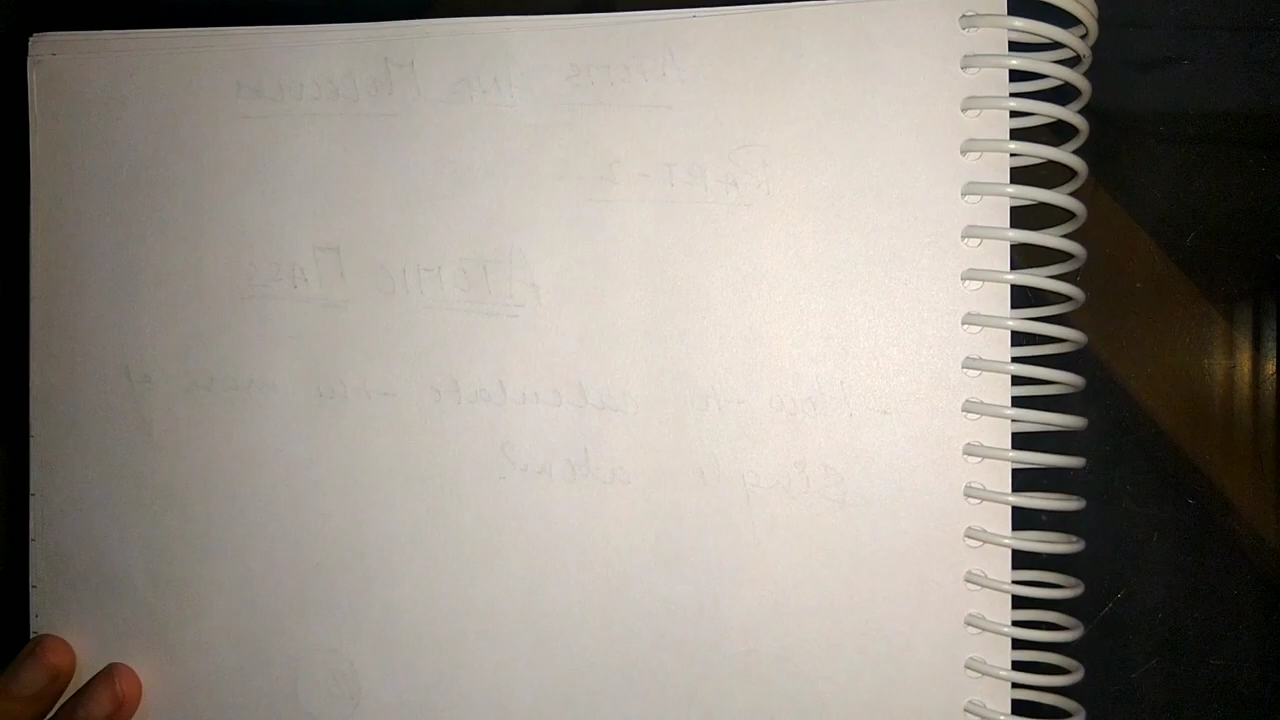 Atoms and Molecules
PART-2
ATOMIC MASS
How to calculate the mass of
single atom?